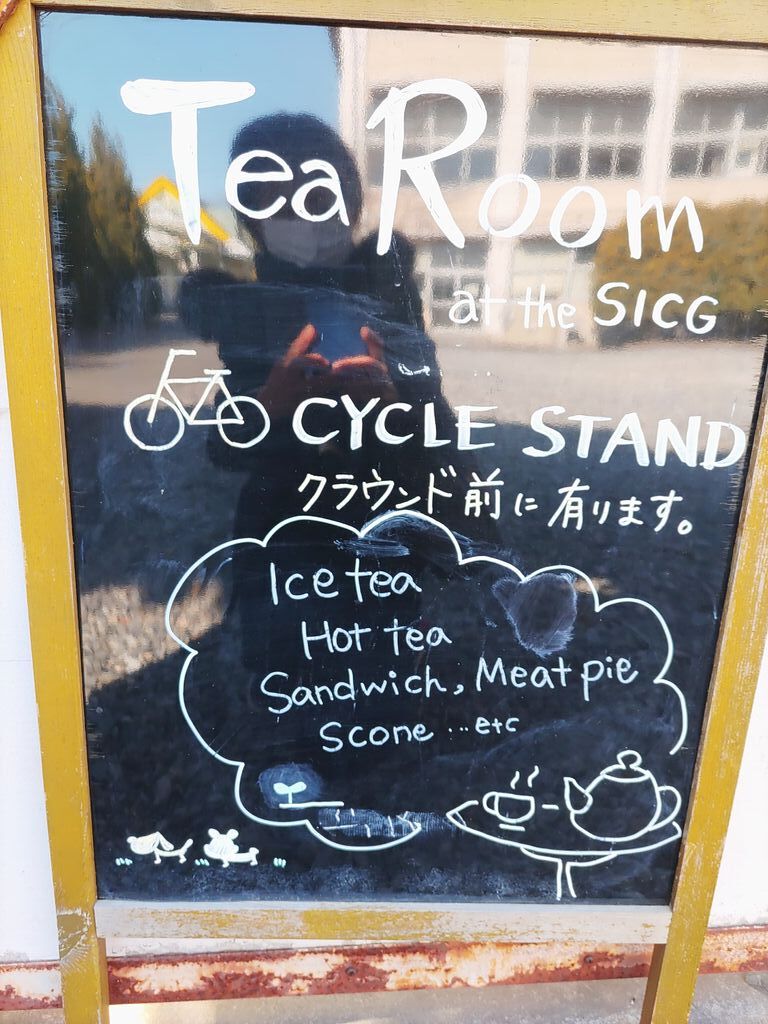 Tea Room
at the SICG
CYCLE STAND
クラウンド前に有ります。
Ice tea
Hot tea
Sandwich, Meat pie
Scone ... etc